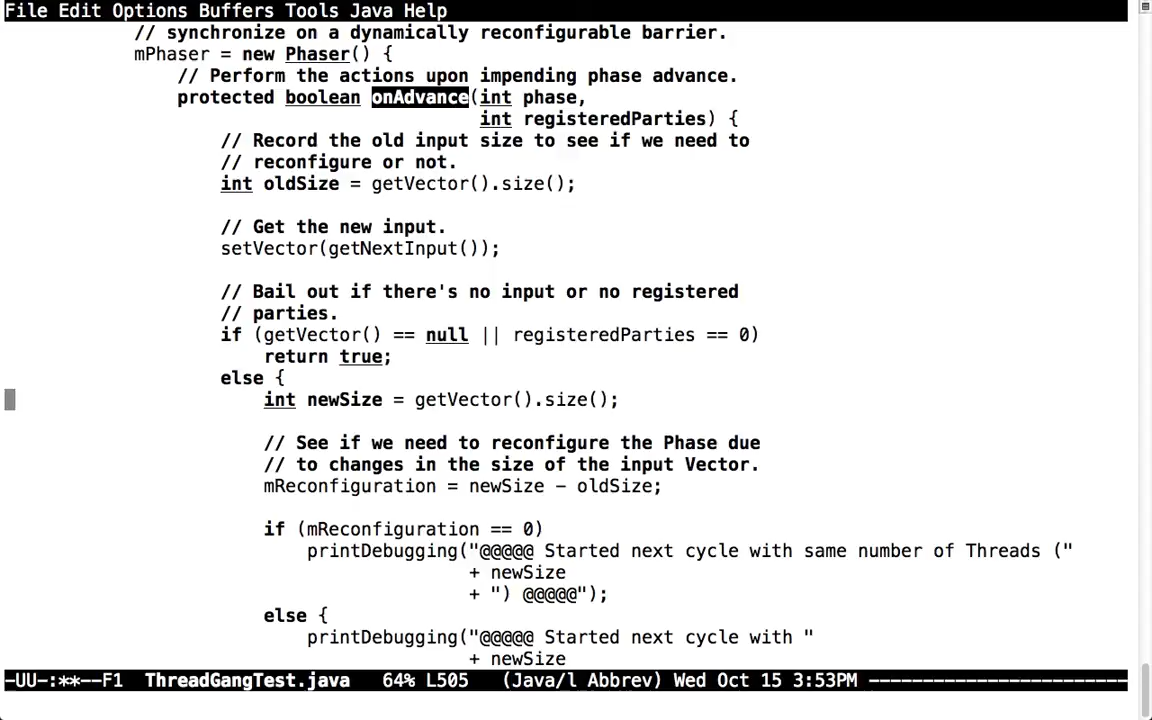 File Edit Options Buffers Tools Java Help
// synchronize on a dynamically reconfigurable barrier.
mPhaser = new Phaser() {
// Perform the actions upon impending phase advance.
protected boolean onAdvance(int phase,
int registeredParties) {
// Record the old input size to see if we need to
// reconfigure or not.
int oldSize = getVector().size();
// Get the new input.
setVector(getNextInput());
// Bail out if there's no input or no registered
// parties.
if (getVector() == null || registeredParties == 0)
return true;
else {
int newSize = getVector().size();
// See if we need to reconfigure the Phase due
// to changes in the size of the input Vector.
mReconfiguration = newSize - oldSize;
if (mReconfiguration == 0)
printDebugging("@@@@@ Started next cycle with same number of Threads ("
+ newSize
+ ") @@@@@");
else {
printDebugging("@@@@@ Started next cycle with "
+ newSize
-UU-:**--F1  ThreadGangTest.java   64% L505   (Java/l Abbrev) Wed Oct 15 3:53PM ------------------------